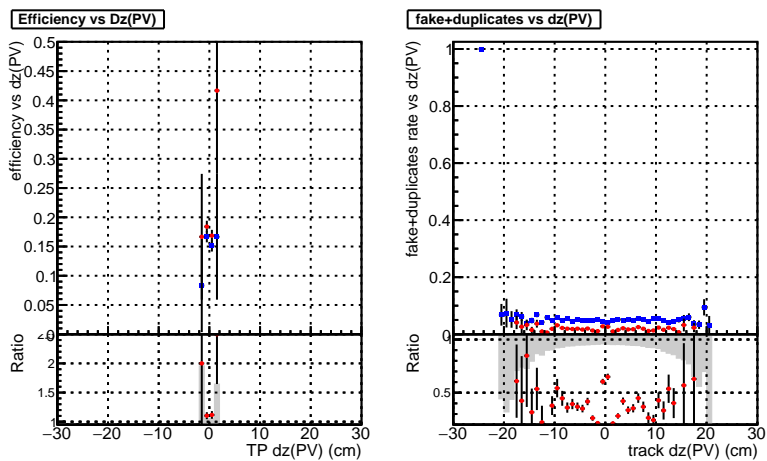 Efficiency vs Dz(PV)
efficiency vs dz(PV)
0.5
0.45
0.4
0.35
0.3
0.25
0.2
0.15
0.1
0.05
0
Ratio
2
1.5
1
−30 −20 −10 0 10 20 30
TP dz(PV) (cm)
fake+duplicates vs dz(PV)
fake+duplicates rate vs dz(PV)
1
0.8
0.6
0.4
0.2
0
Ratio
1
0.5
−30 −20 −10 0 10 20 30
track dz(PV) (cm)